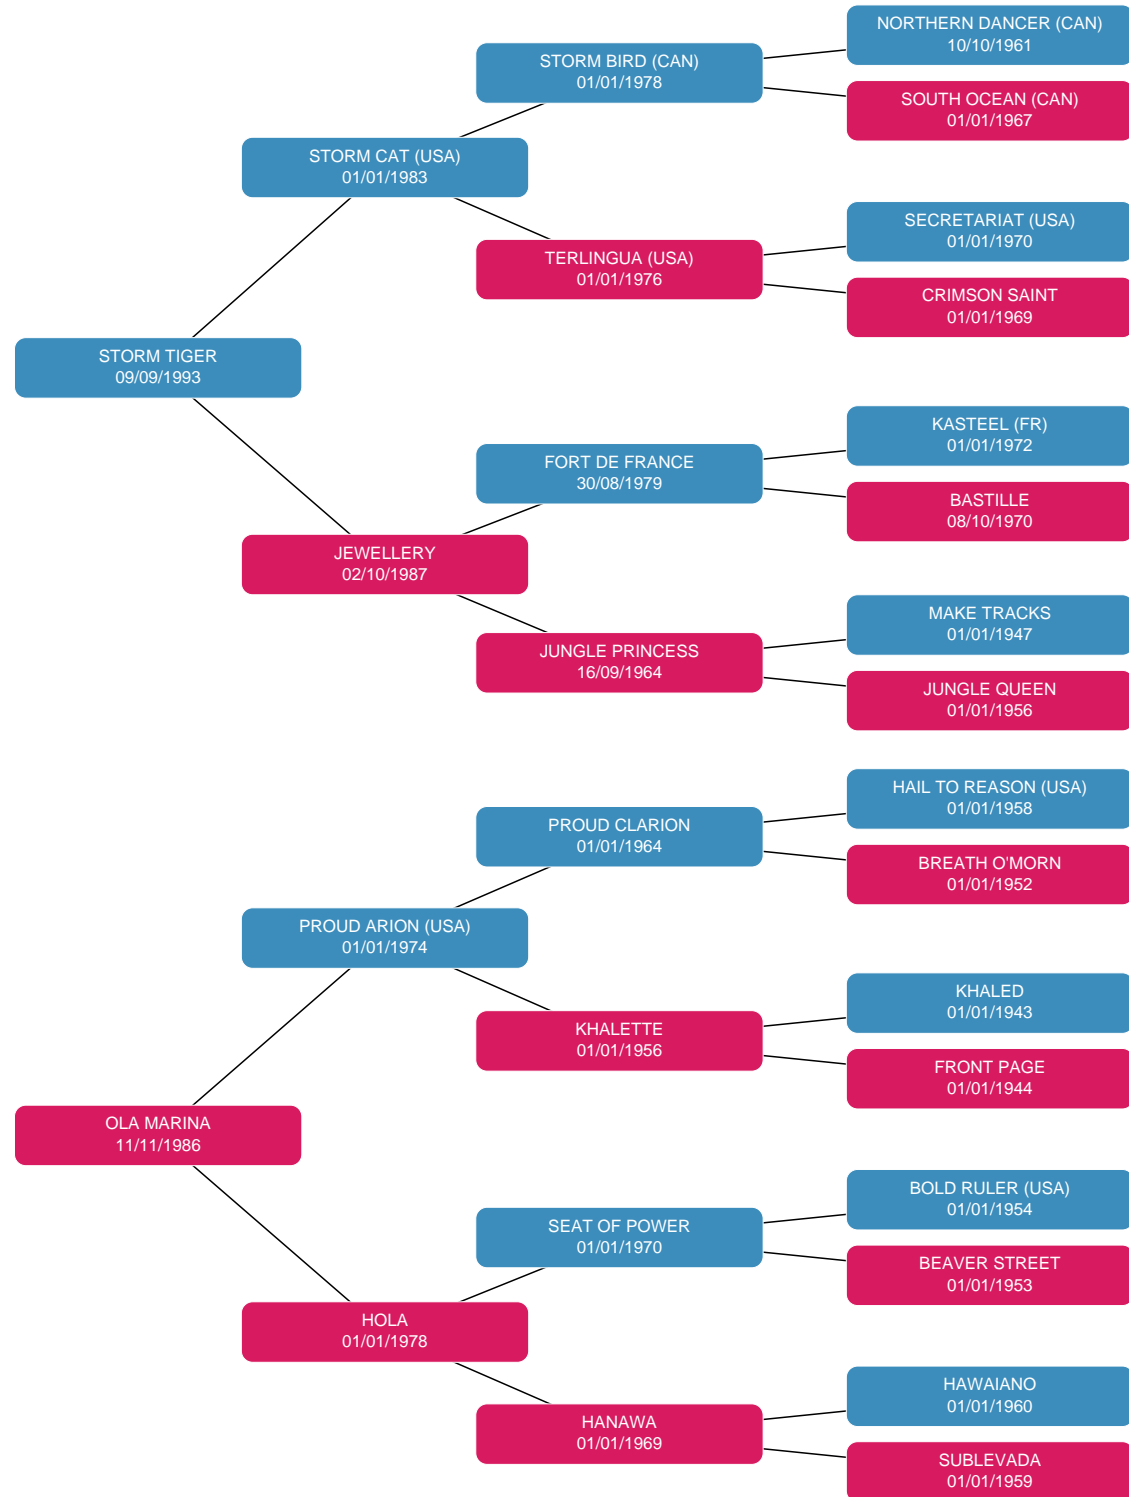 NORTHERN DANCER (CAN)
10/10/1961
STORM BIRD (CAN)
01/01/1978
SOUTH OCEAN (CAN)
01/01/1967
STORM CAT (USA)
01/01/1983
SECRETARIAT (USA)
01/01/1970
TERLINGUA (USA)
01/01/1976
CRIMSON SAINT
01/01/1969
STORM TIGER
09/09/1993
KASTEEL (FR)
01/01/1972
FORT DE FRANCE
30/08/1979
BASTILLE
08/10/1970
JEWELLERY
02/10/1987
MAKE TRACKS
01/01/1947
JUNGLE PRINCESS
16/09/1964
JUNGLE QUEEN
01/01/1956
HAIL TO REASON (USA)
01/01/1958
PROUD CLARION
01/01/1964
BREATH O'MORN
01/01/1952
PROUD ARION (USA)
01/01/1974
KHALED
01/01/1943
KHALETTE
01/01/1956
FRONT PAGE
01/01/1944
OLA MARINA
11/11/1986
BOLD RULER (USA)
01/01/1954
SEAT OF POWER
01/01/1970
BEAVER STREET
01/01/1953
HOLA
01/01/1978
HAWAIANO
01/01/1960
HANAWA
01/01/1969
SUBLEVADA
01/01/1959